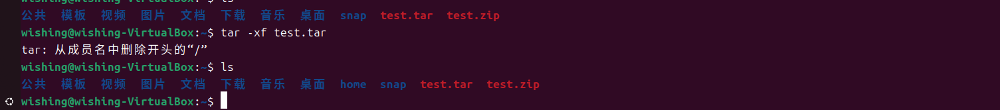 ls
公共 模板 视频 图片 文档 下载 音乐 桌面 snap test.tar test.zip
wishing@wishing-VirtualBox:~$ tar -xf test.tar
tar: 从成员名中删除开头的“/”
wishing@wishing-VirtualBox:~$ ls
公共 模板 视频 图片 文档 下载 音乐 桌面 home snap test.tar test.zip
wishing@wishing-VirtualBox:~$